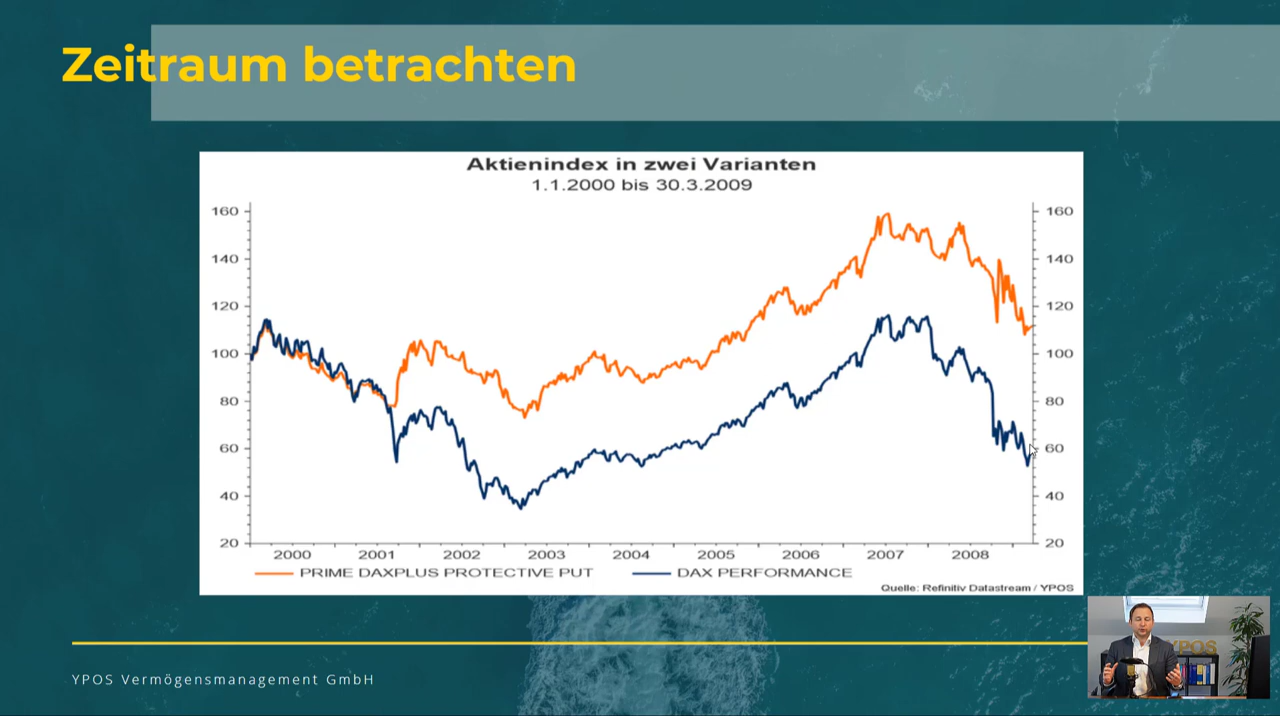 Zeitraum betrachten
Aktienindex in zwei Varianten
1.1.2000 bis 30.3.2009
160 160
140 140
120 120
100 100
80 80
60 60
40 40
20 20
2000 2001 2002 2003 2004 2005 2006 2007 2008
PRIME DAXPLUS PROTECTIVE PUT DAX PERFORMANCE
Quelle: Refinitiv Datastream / YPOS
YPOS
YPOS Vermögensmanagement GmbH